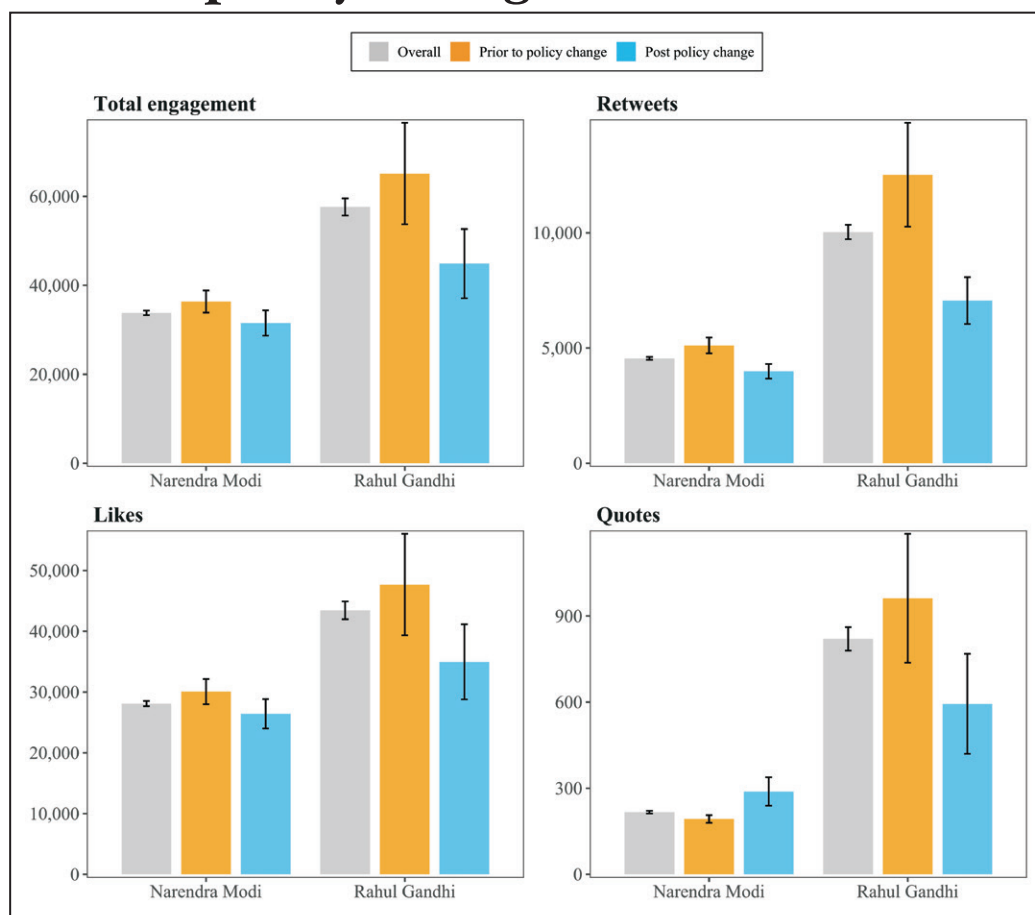 Overall Prior to policy change Post policy change
Total engagement
60,000
40,000
20,000
0
Narendra Modi Rahul Gandhi
Retweets
10,000
5,000
0
Narendra Modi Rahul Gandhi
Likes
50,000
40,000
30,000
20,000
10,000
0
Narendra Modi Rahul Gandhi
Quotes
900
600
300
0
Narendra Modi Rahul Gandhi